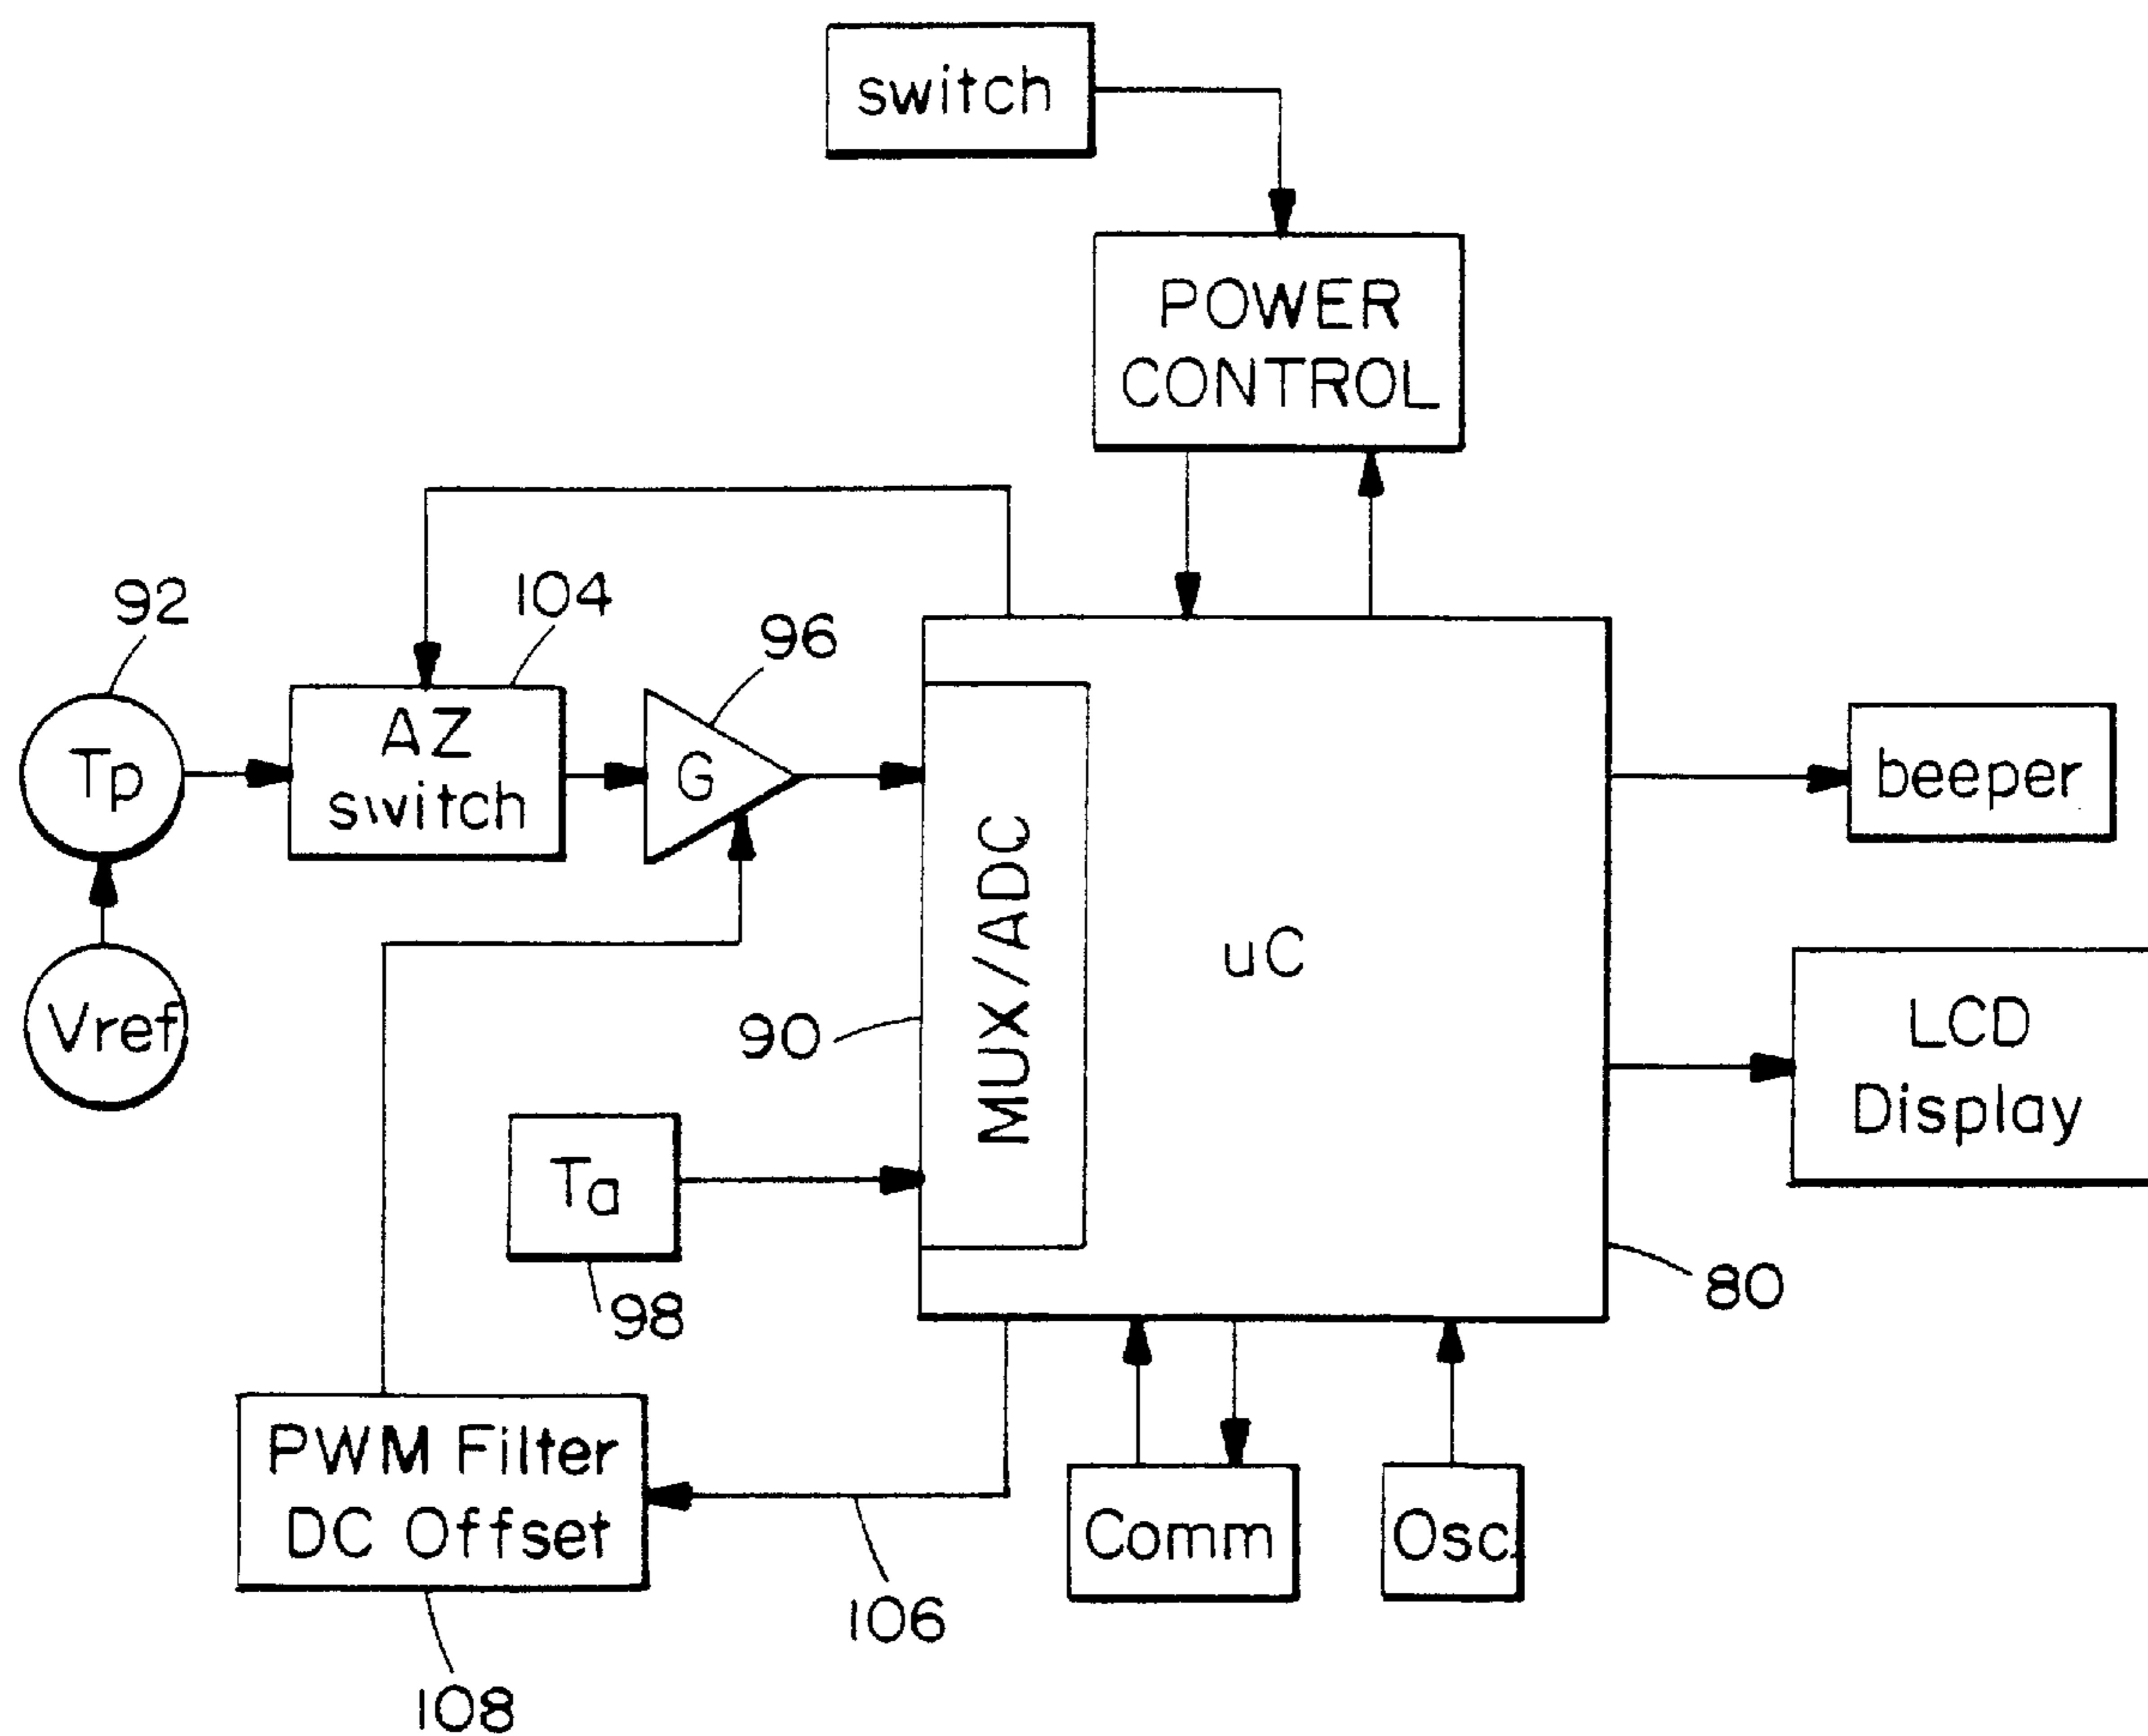 switch
POWER
CONTROL
92
104
96
Tp
AZ
switch
G
beeper
MUX/ADC
uC
Vref
90
LCD
Display
Ta
98
80
PWM Filter
DC Offset
Comm
Osc.
106
108